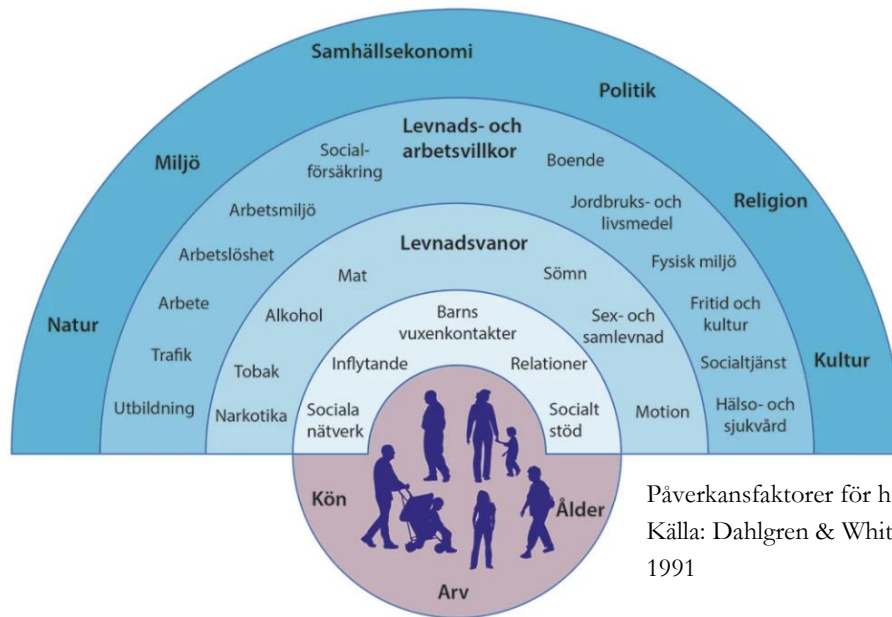 Samhällsekonomi
Politik
Miljö
Religion
Natur
Kultur
Levnads- och
arbetsvillkor
Social-
försäkring
Boende
Arbetsmiljö
Jordbruks- och
livsmedel
Arbetslöshet
Fysisk miljö
Arbete
Fritid och
kultur
Trafik
Socialtjänst
Utbildning
Hälso- och
sjukvård
Levnadsvanor
Mat
Sömn
Alkohol
Sex- och
samlevnad
Tobak
Narkotika
Motion
Barns
vuxenkontakter
Inflytande
Relationer
Sociala
nätverk
Socialt
stöd
Kön
Ålder
Arv
Påverkansfaktorer för h
Källa: Dahlgren & Whit
1991